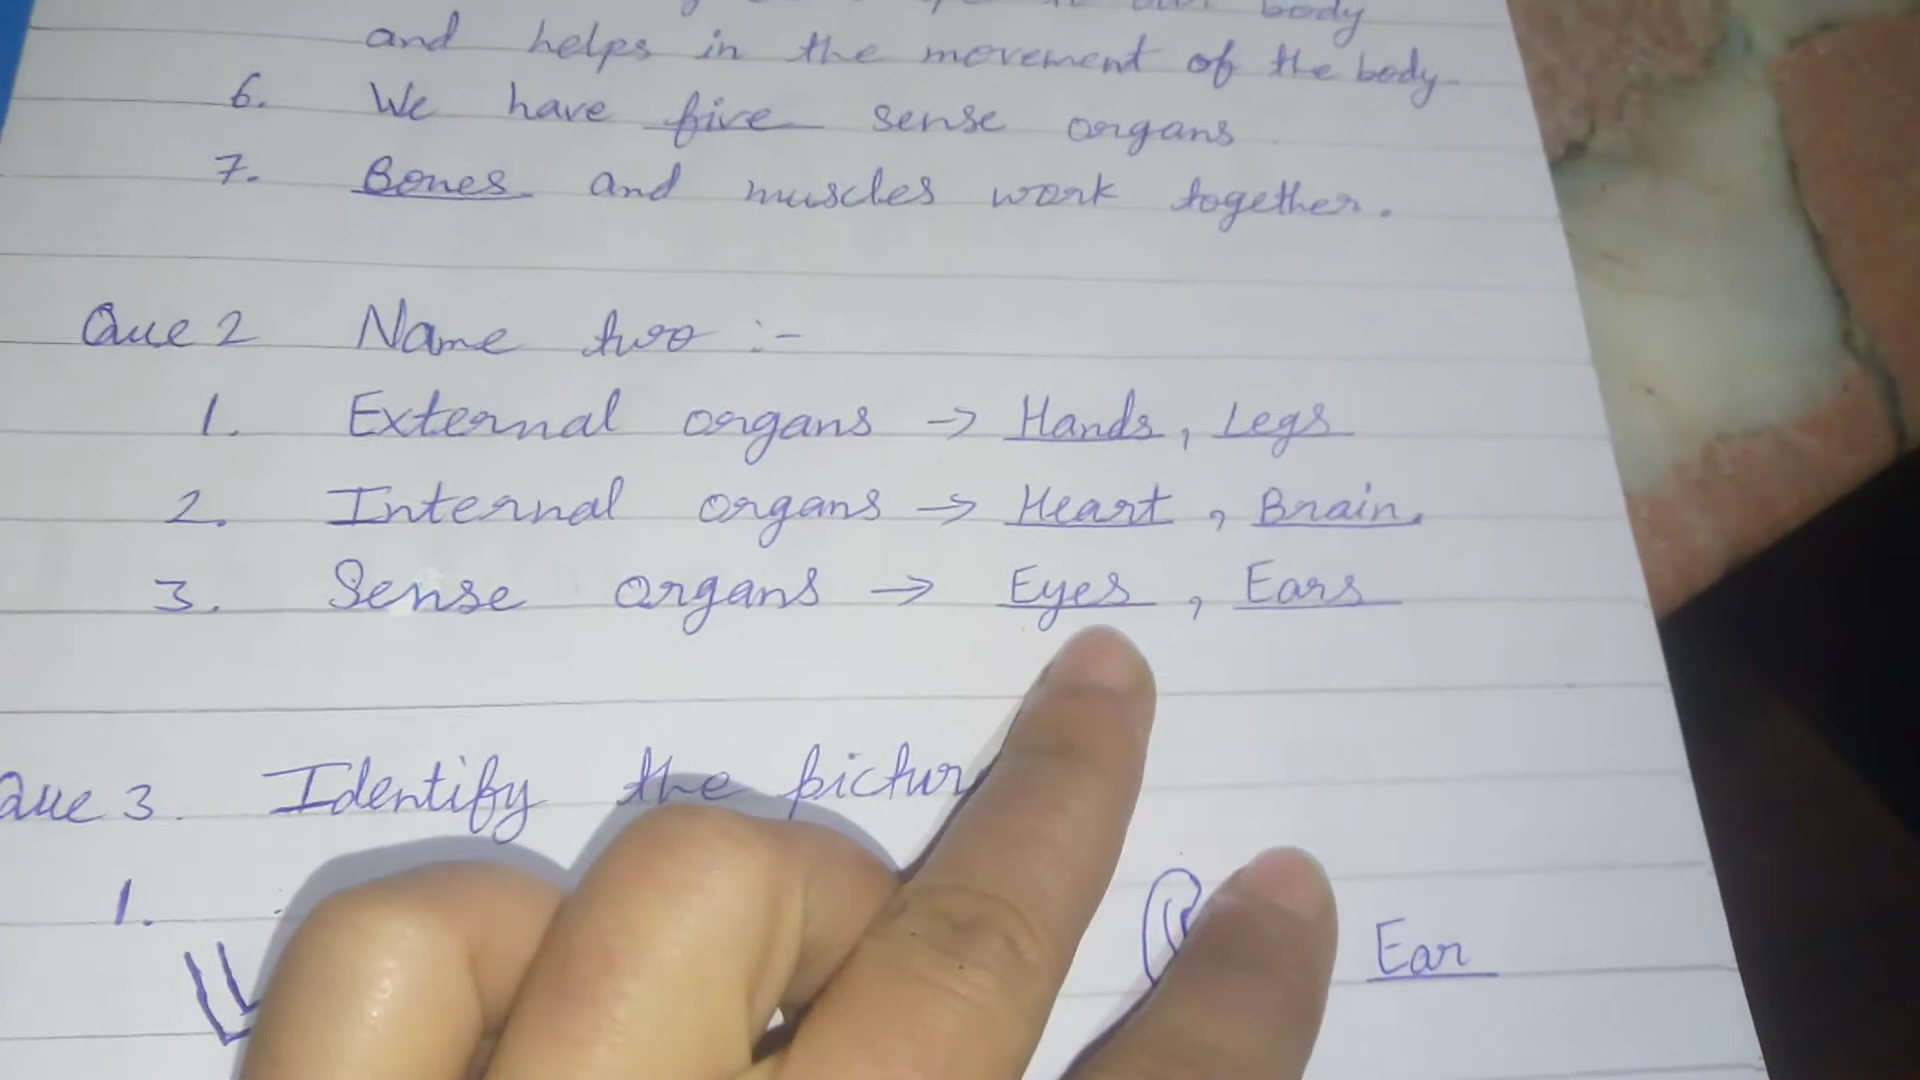 body
and helps in the movement of the body
6. We have five sense organs
7. Bones and muscles work together.
Que 2 Name two :-
1. External organs → Hands, Legs
2. Internal organs → Heart, Brain.
3. Sense organs → Eyes, Ears
Que 3. Identify the pictur
1.
Ear